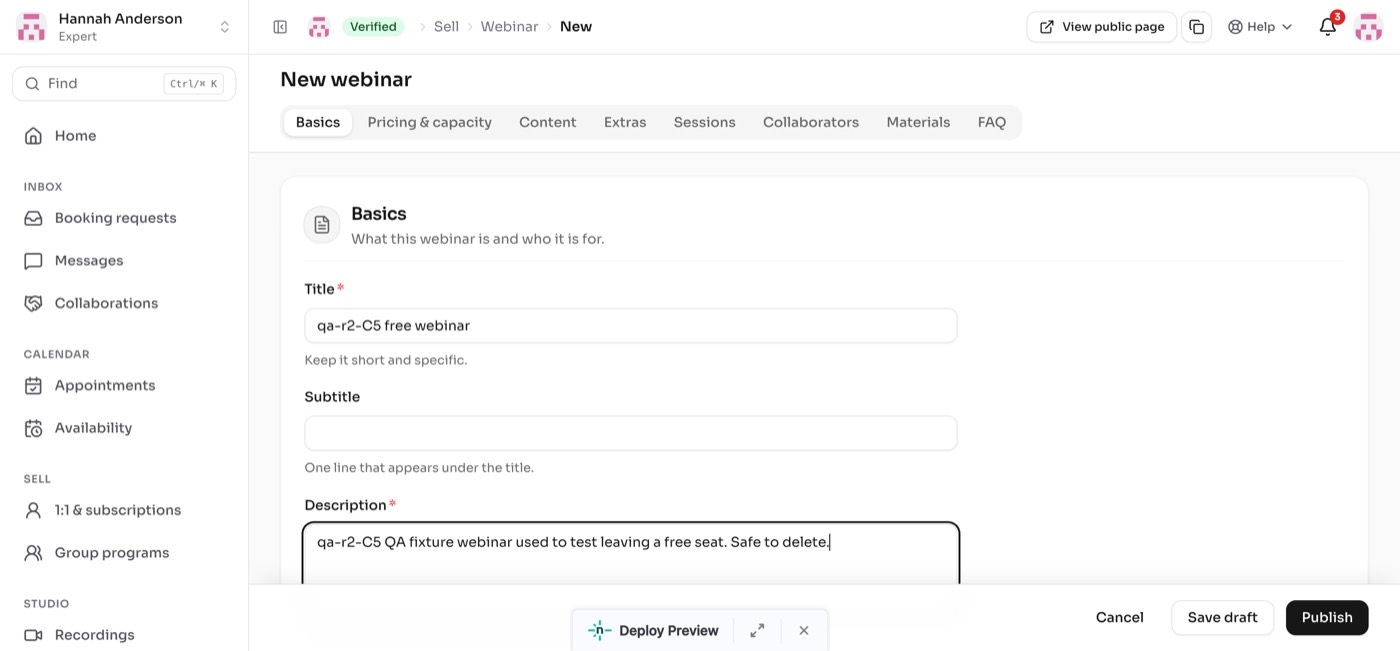 Hannah Anderson
Expert
Verified
Sell
Webinar
New
View public page
Help
3
Find
Ctrl/⌘ K
Home
INBOX
Booking requests
Messages
Collaborations
CALENDAR
Appointments
Availability
SELL
1:1 & subscriptions
Group programs
STUDIO
Recordings
New webinar
Basics
Pricing & capacity
Content
Extras
Sessions
Collaborators
Materials
FAQ
Basics
What this webinar is and who it is for.
Title*
qa-r2-C5 free webinar
Keep it short and specific.
Subtitle
One line that appears under the title.
Description*
qa-r2-C5 QA fixture webinar used to test leaving a free seat. Safe to delete.
n
Deploy Preview
Cancel
Save draft
Publish